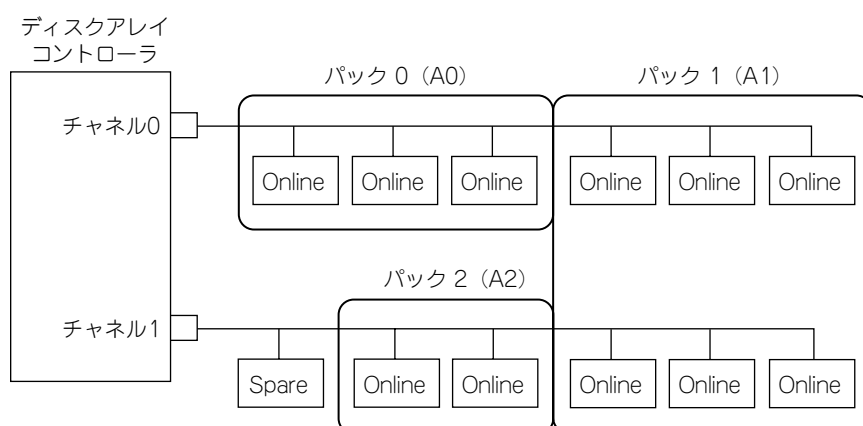 ディスクアレイ
コントローラ
パック 0（A0）
パック 1（A1）
チャネル0
Online
Online
Online
Online
Online
Online
パック 2（A2）
チャネル1
Spare
Online
Online
Online
Online
Online